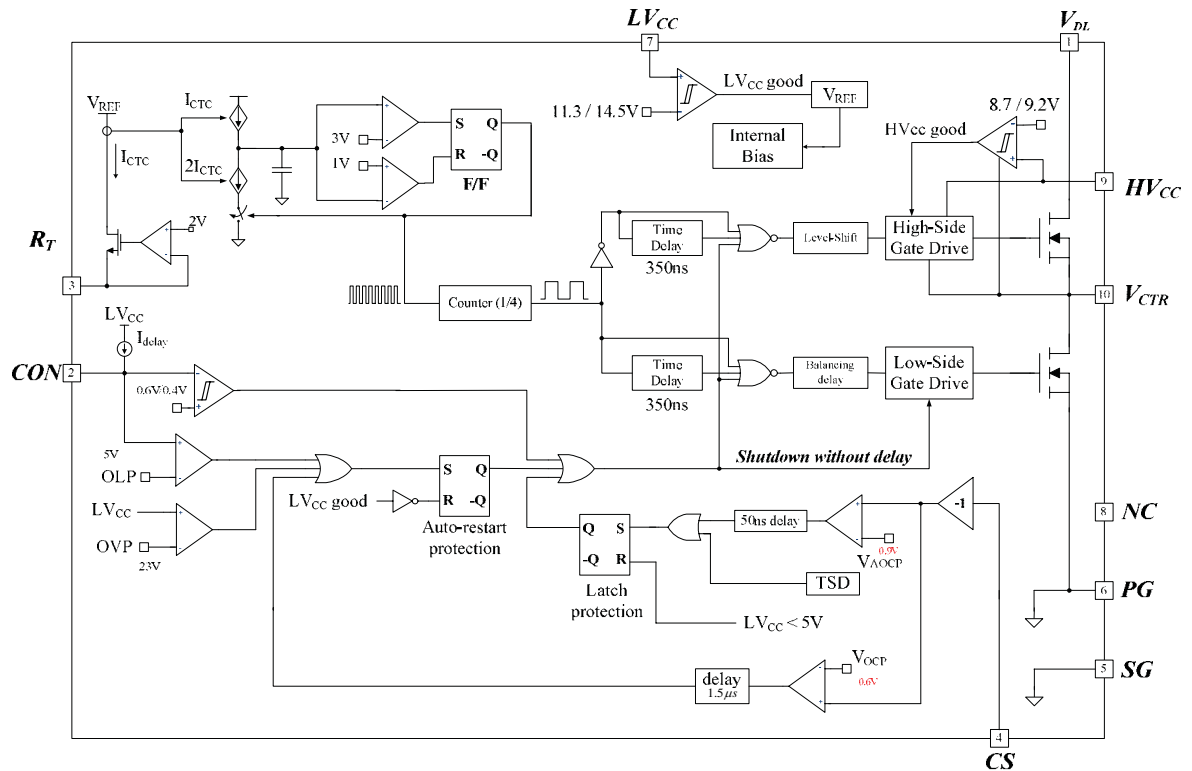 LVCC
VDL
7
1
VREF
ICTC
ICTC
2ICTC
3V
1V
S Q
R -Q
F/F
LVCC good
11.3 / 14.5V
VREF
Internal
Bias
8.7 / 9.2V
HVcc good
9
HVCC
2V
RT
3
Time
Delay
350ns
Level-Shift
High-Side
Gate Drive
Counter (1/4)
10
VCTR
LVCC
Idelay
CON
2
0.6V/0.4V
Time
Delay
350ns
Balancing
delay
Low-Side
Gate Drive
5V
OLP
LVCC
OVP
23V
LVCC good
S Q
R -Q
Auto-restart
protection
Shutdown without delay
Q S
-Q R
Latch
protection
50ns delay
-1
0.9V
VAOCP
TSD
LVCC < 5V
8
NC
6
PG
5
SG
delay
1.5μs
VOCP
0.6V
4
CS